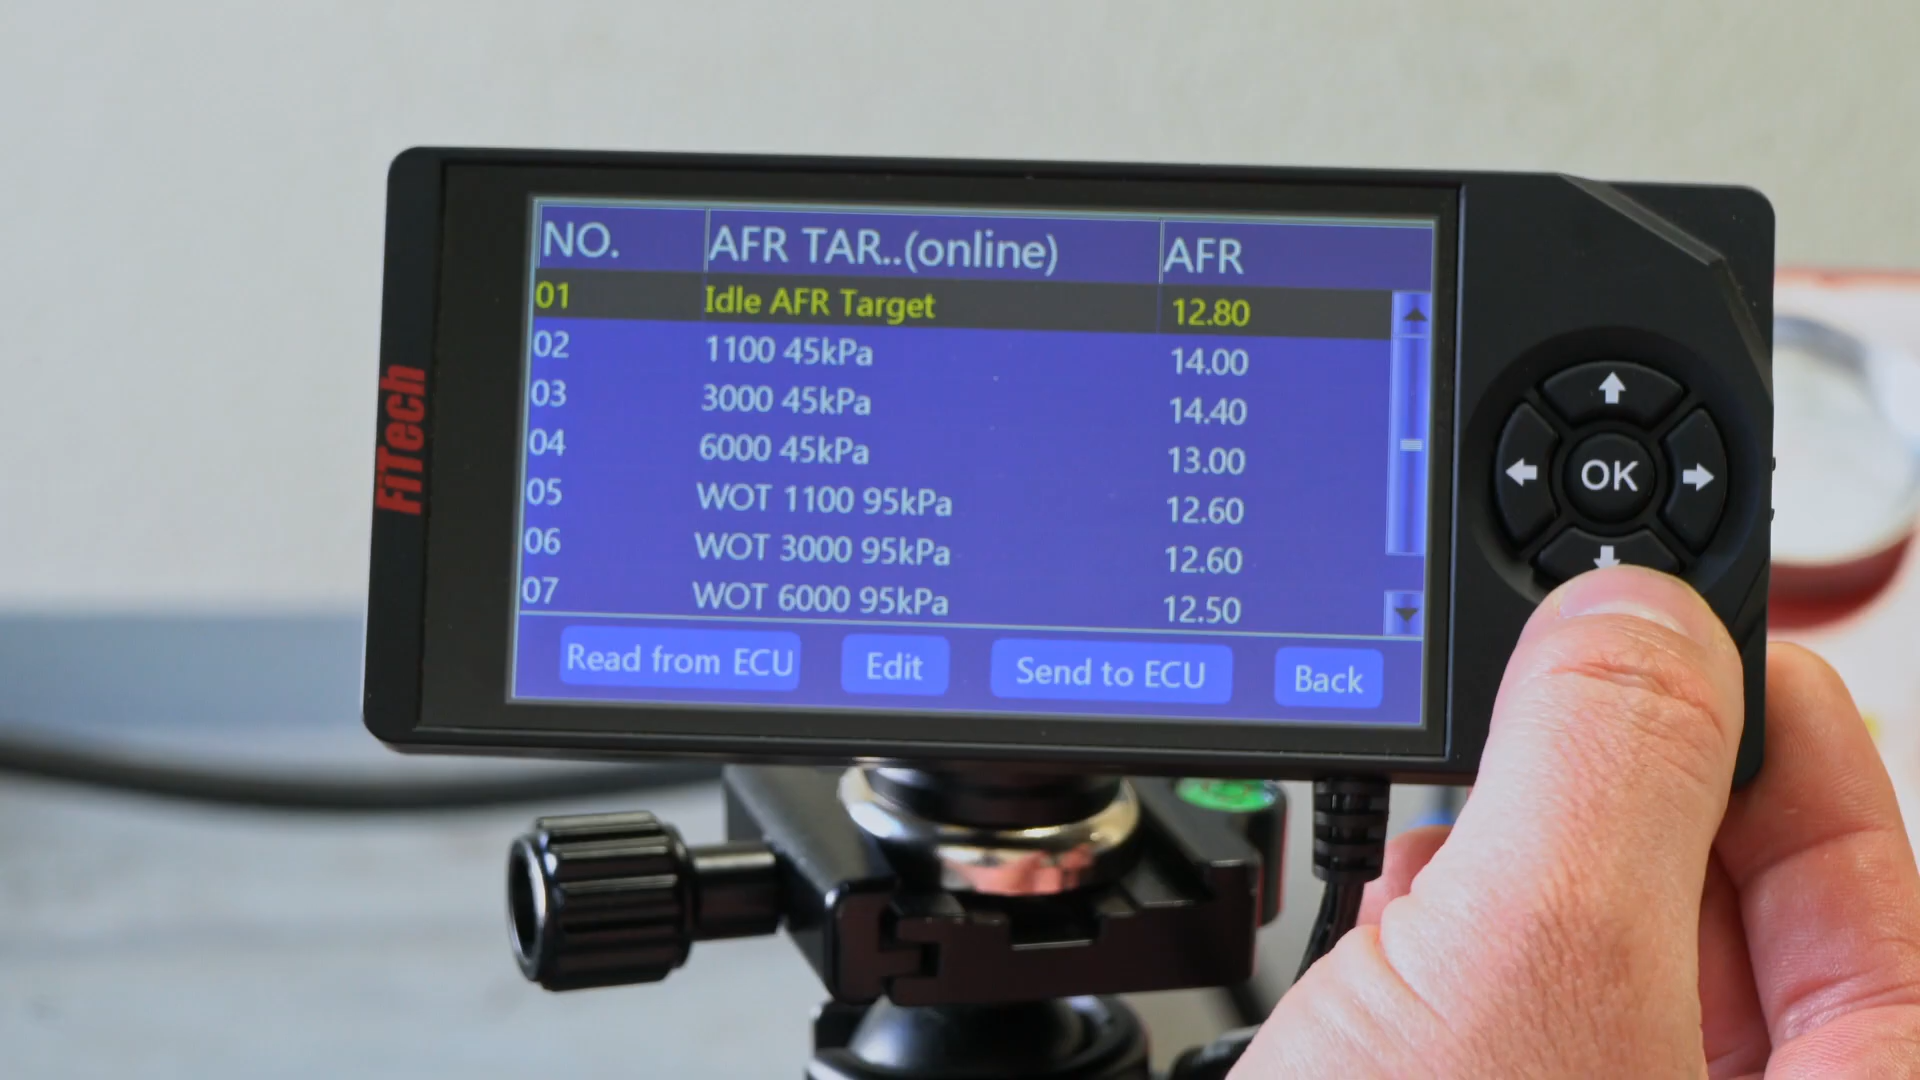 FiTech
NO. AFR TAR..(online) AFR
01 Idle AFR Target 12.80
02 1100 45kPa 14.00
03 3000 45kPa 14.40
04 6000 45kPa 13.00
05 WOT 1100 95kPa 12.60
06 WOT 3000 95kPa 12.60
07 WOT 6000 95kPa 12.50
Read from ECU Edit Send to ECU Back
OK